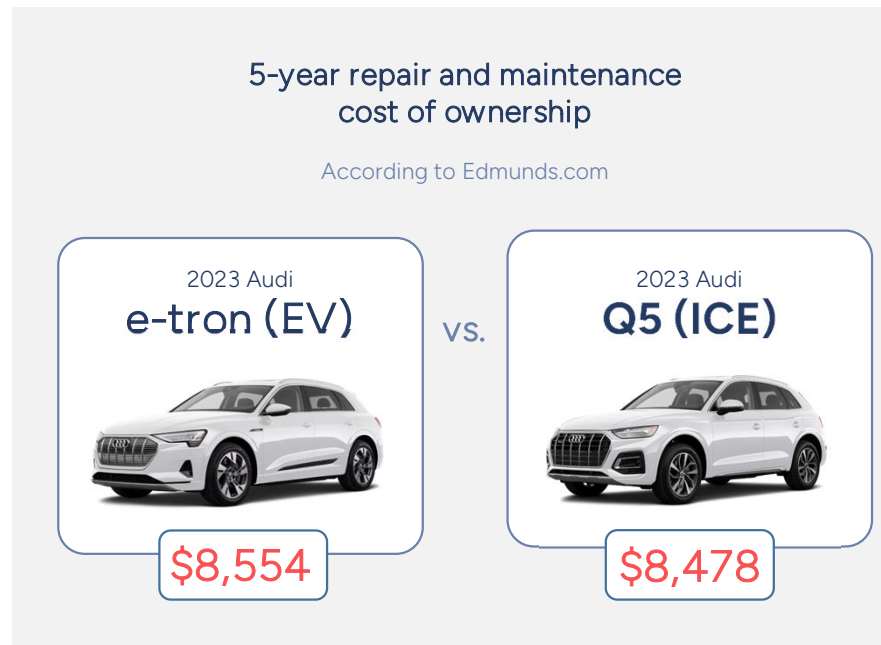 5-year repair and maintenance
cost of ownership
According to Edmunds.com
2023 Audi
e-tron (EV)
$8,554
vs.
2023 Audi
Q5 (ICE)
$8,478